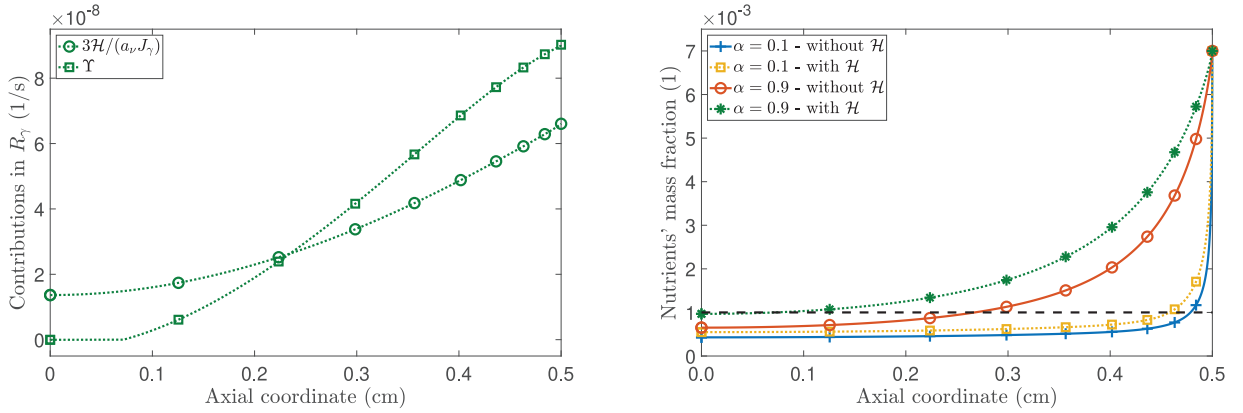 ×10⁻⁸
3ℋ/(a_ν J_γ)
Υ
8
6
4
2
0
Contributions in R_γ (1/s)
0.0 0.1 0.2 0.3 0.4 0.5
Axial coordinate (cm)
×10⁻³
α = 0.1 - without ℋ
α = 0.1 - with ℋ
α = 0.9 - without ℋ
α = 0.9 - with ℋ
7
6
5
4
3
2
1
0
Nutrients' mass fraction (1)
0.0 0.1 0.2 0.3 0.4 0.5
Axial coordinate (cm)